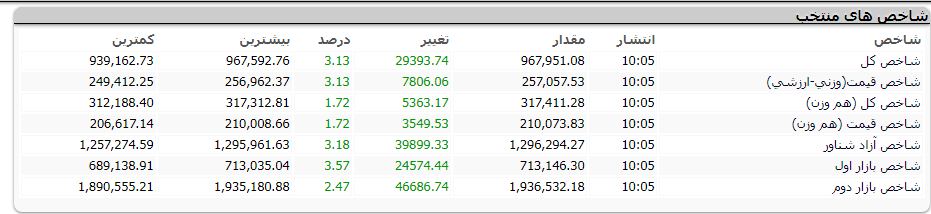 شاخص های منتخب
شاخص انتشار مقدار تغییر درصد بیشترین کمترین
شاخص کل 10:05 967,951.08 29393.74 3.13 967,592.76 939,162.73
شاخص قیمت(وزني-ارزشي) 10:05 257,057.53 7806.06 3.13 256,962.37 249,412.25
شاخص کل (هم وزن) 10:05 317,411.28 5363.17 1.72 317,312.81 312,188.40
شاخص قیمت (هم وزن) 10:05 210,073.83 3549.53 1.72 210,008.66 206,617.14
شاخص آزاد شناور 10:05 1,296,294.27 39899.33 3.18 1,295,961.63 1,257,274.59
شاخص بازار اول 10:05 713,146.30 24574.44 3.57 713,035.04 689,138.91
شاخص بازار دوم 10:05 1,936,532.18 46686.74 2.47 1,935,180.88 1,890,555.21